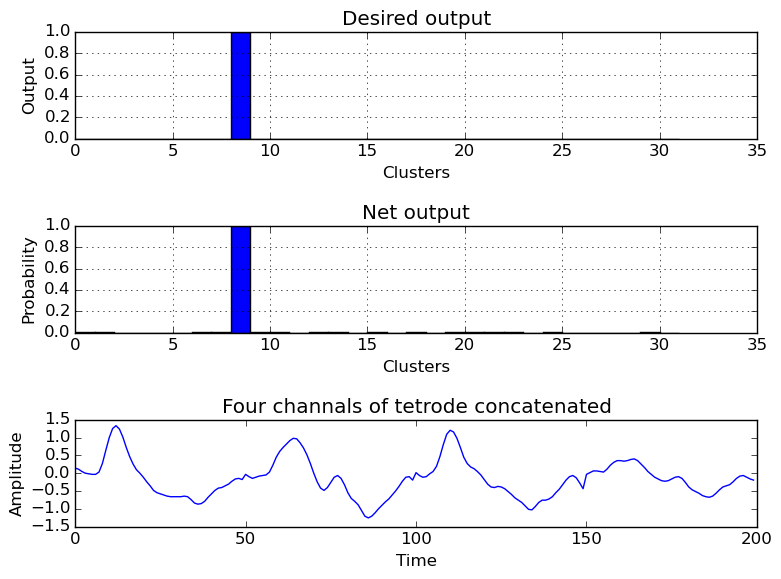 Desired output
1.0
0.8
0.6
0.4
0.2
0.0
Output
0 5 10 15 20 25 30 35
Clusters
Net output
1.0
0.8
0.6
0.4
0.2
0.0
Probability
0 5 10 15 20 25 30 35
Clusters
Four channals of tetrode concatenated
1.5
1.0
0.5
0.0
−0.5
−1.0
−1.5
Amplitude
0 50 100 150 200
Time